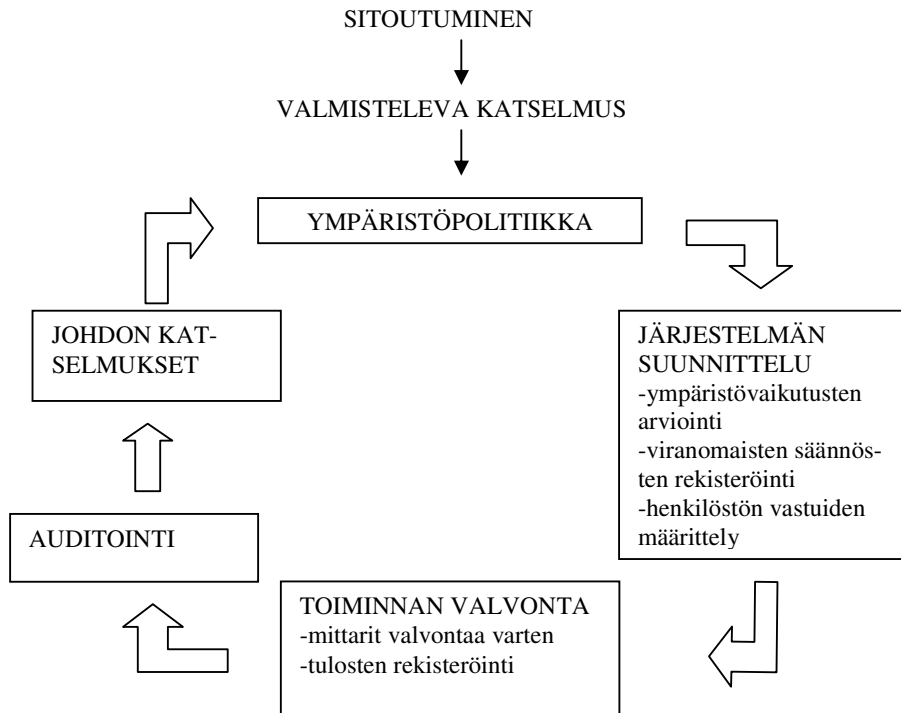 SITOUTUMINEN
VALMISTELEVA KATSELMUS
YMPÄRISTÖPOLITIIKKA
JÄRJESTELMÄN
SUUNNITTELU
-ympäristövaikutusten
arviointi
-viranomaisten säännös-
ten rekisteröinti
-henkilöstön vastuiden
määrittely
TOIMINNAN VALVONTA
-mittarit valvontaa varten
-tulosten rekisteröinti
AUDITOINTI
JOHDON KAT-
SELMUKSET